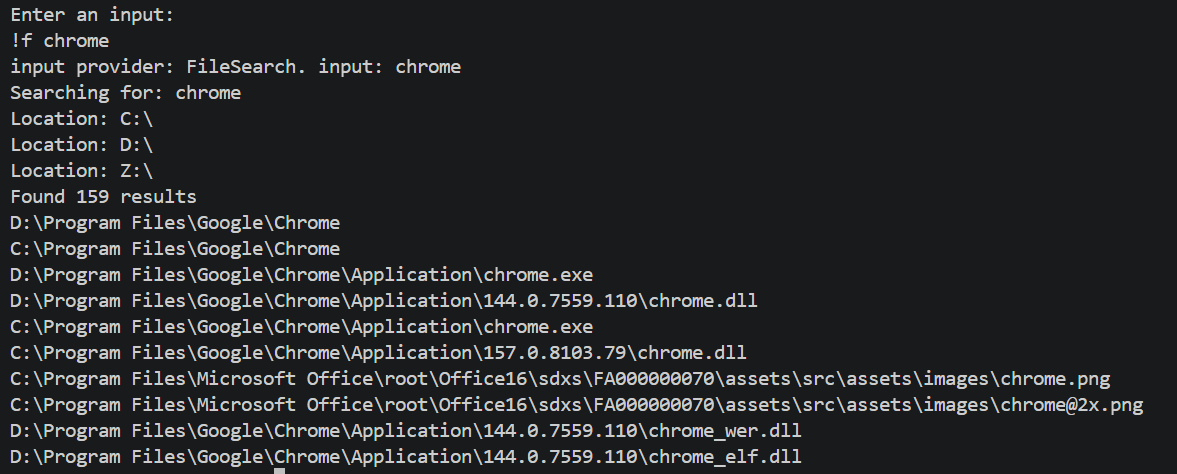 Enter an input:
!f chrome
input provider: FileSearch. input: chrome
Searching for: chrome
Location: C:\
Location: D:\
Location: Z:\
Found 159 results
D:\Program Files\Google\Chrome
C:\Program Files\Google\Chrome
D:\Program Files\Google\Chrome\Application\chrome.exe
D:\Program Files\Google\Chrome\Application\144.0.7559.110\chrome.dll
C:\Program Files\Google\Chrome\Application\chrome.exe
C:\Program Files\Google\Chrome\Application\157.0.8103.79\chrome.dll
C:\Program Files\Microsoft Office\root\Office16\sdxs\FA000000070\assets\src\assets\images\chrome.png
C:\Program Files\Microsoft Office\root\Office16\sdxs\FA000000070\assets\src\assets\images\chrome@2x.png
D:\Program Files\Google\Chrome\Application\144.0.7559.110\chrome_wer.dll
D:\Program Files\Google\Chrome\Application\144.0.7559.110\chrome_elf.dll